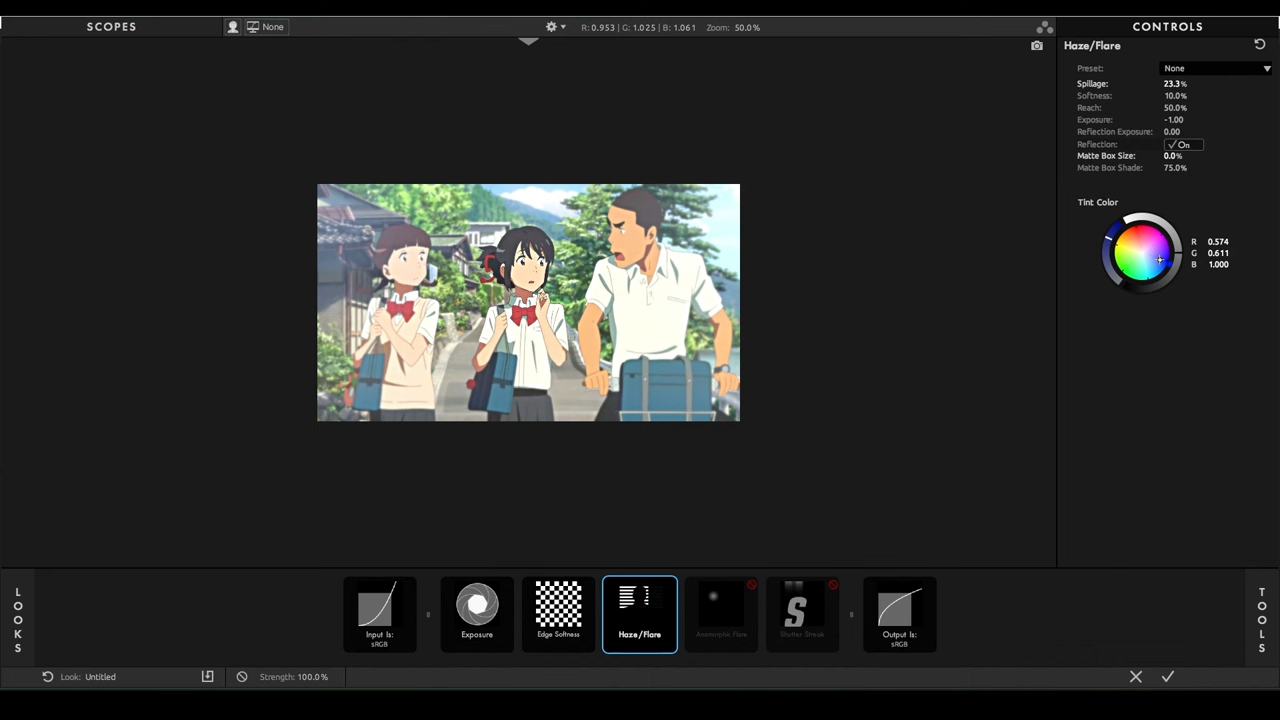 SCOPES
None
R: 0.953 | G: 1.025 | B: 1.061 Zoom: 50.0%
CONTROLS
Haze/Flare
Preset: None
Spillage: 23.3%
Softness: 10.0%
Reach: 50.0%
Exposure: -1.00
Reflection Exposure: 0.00
Reflection: ✓On
Matte Box Size: 0.0%
Matte Box Shade: 75.0%
Tint Color
R 0.574
G 0.611
B 1.000
LOOKS
Input Is:
sRGB
Exposure
Edge Softness
Haze/Flare
Anamorphic Flare
S
Shutter Streak
Output Is:
sRGB
TOOLS
Look: Untitled
Strength: 100.0%